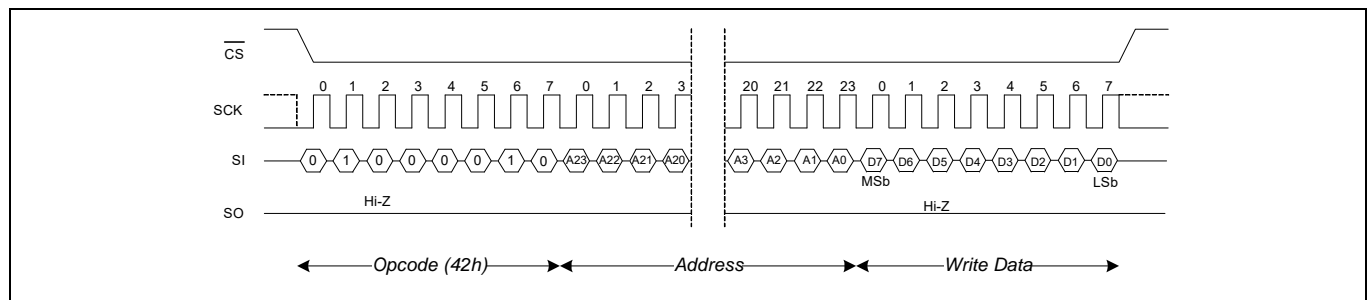 CS
0 1 2 3 4 5 6 7 0 1 2 3 20 21 22 23 0 1 2 3 4 5 6 7
SCK
SI 0 1 0 0 0 0 1 0 A23 A22 A21 A20 A3 A2 A1 A0 D7 D6 D5 D4 D3 D2 D1 D0
MSb LSb
Hi-Z Hi-Z
SO
Opcode (42h) Address Write Data